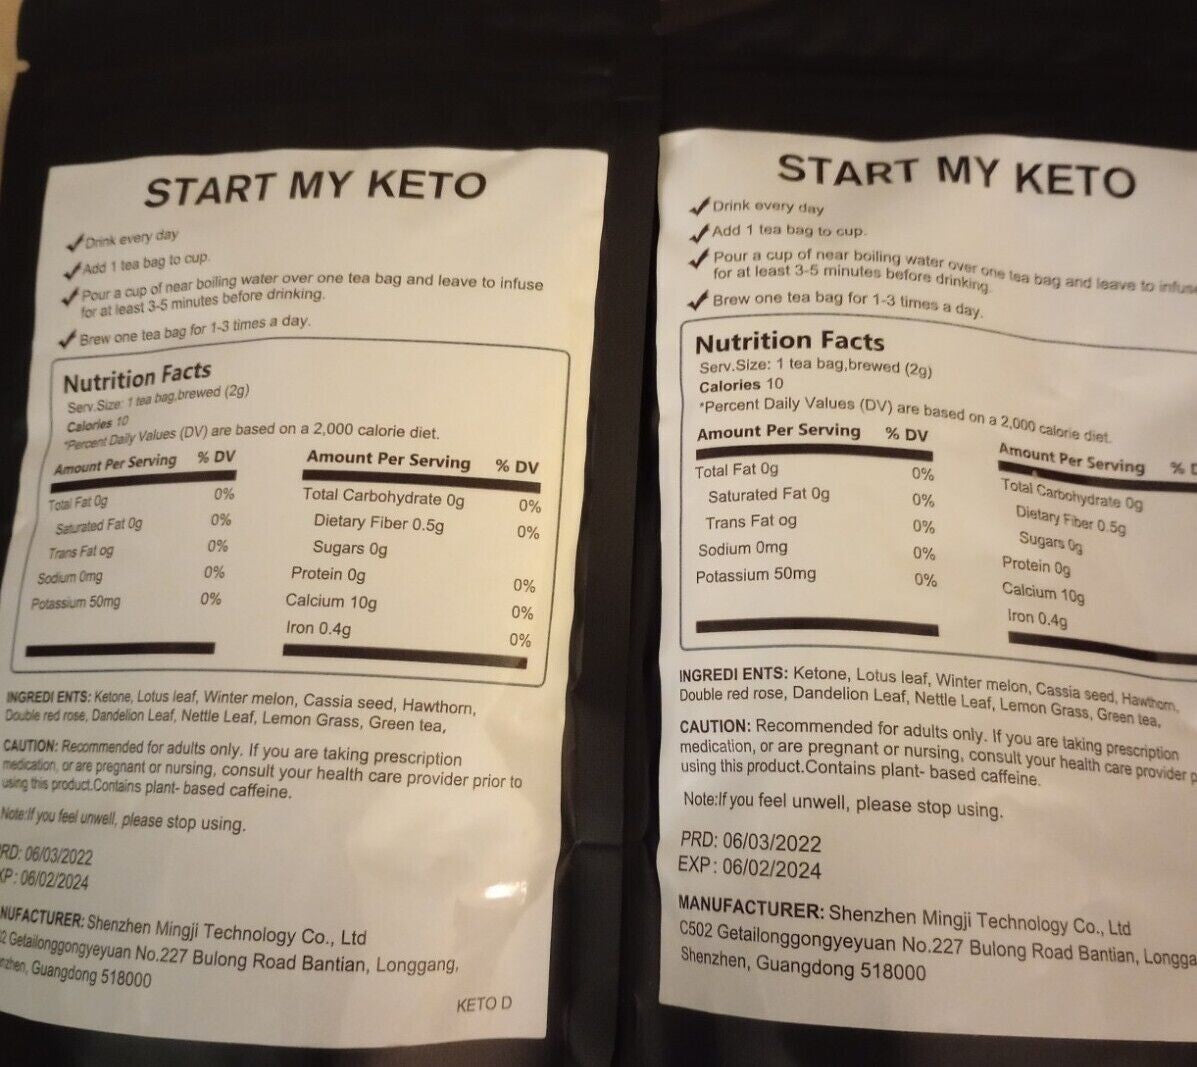 START MY KETO
Drink every day
Add 1 tea bag to cup.
Pour a cup of near boiling water over one tea bag and leave to infuse
for at least 3-5 minutes before drinking.
Brew one tea bag for 1-3 times a day.
Nutrition Facts
Serv.Size: 1 tea bag,brewed (2g)
Calories 10
*Percent Daily Values (DV) are based on a 2,000 calorie diet.
Amount Per Serving % DV
Total Fat 0g 0%
Saturated Fat 0g 0%
Trans Fat og 0%
Sodium 0mg 0%
Potassium 50mg 0%
Amount Per Serving % DV
Total Carbohydrate 0g 0%
Dietary Fiber 0.5g 0%
Sugars 0g
Protein 0g 0%
Calcium 10g 0%
Iron 0.4g 0%
INGREDI ENTS: Ketone, Lotus leaf, Winter melon, Cassia seed, Hawthorn,
Double red rose, Dandelion Leaf, Nettle Leaf, Lemon Grass, Green tea,
CAUTION: Recommended for adults only. If you are taking prescription
medication, or are pregnant or nursing, consult your health care provider prior to
using this product.Contains plant- based caffeine.
Note:If you feel unwell, please stop using.
RD: 06/03/2022
XP: 06/02/2024
NUFACTURER: Shenzhen Mingji Technology Co., Ltd
2 Getailonggongyeyuan No.227 Bulong Road Bantian, Longgang,
nzhen, Guangdong 518000
KETO D
START MY KETO
Drink every day
Add 1 tea bag to cup.
Pour a cup of near boiling water over one tea bag and leave to infuse
for at least 3-5 minutes before drinking.
Brew one tea bag for 1-3 times a day.
Nutrition Facts
Serv.Size: 1 tea bag,brewed (2g)
Calories 10
*Percent Daily Values (DV) are based on a 2,000 calorie diet.
Amount Per Serving % DV
Total Fat 0g 0%
Saturated Fat 0g 0%
Trans Fat og 0%
Sodium 0mg 0%
Potassium 50mg 0%
Amount Per Serving % D
Total Carbohydrate 0g
Dietary Fiber 0.5g
Sugars 0g
Protein 0g
Calcium 10g
Iron 0.4g
INGREDI ENTS: Ketone, Lotus leaf, Winter melon, Cassia seed, Hawthorn,
Double red rose, Dandelion Leaf, Nettle Leaf, Lemon Grass, Green tea,
CAUTION: Recommended for adults only. If you are taking prescription
medication, or are pregnant or nursing, consult your health care provider p
using this product.Contains plant- based caffeine.
Note:If you feel unwell, please stop using.
PRD: 06/03/2022
EXP: 06/02/2024
MANUFACTURER: Shenzhen Mingji Technology Co., Ltd
C502 Getailonggongyeyuan No.227 Bulong Road Bantian, Longga
Shenzhen, Guangdong 518000